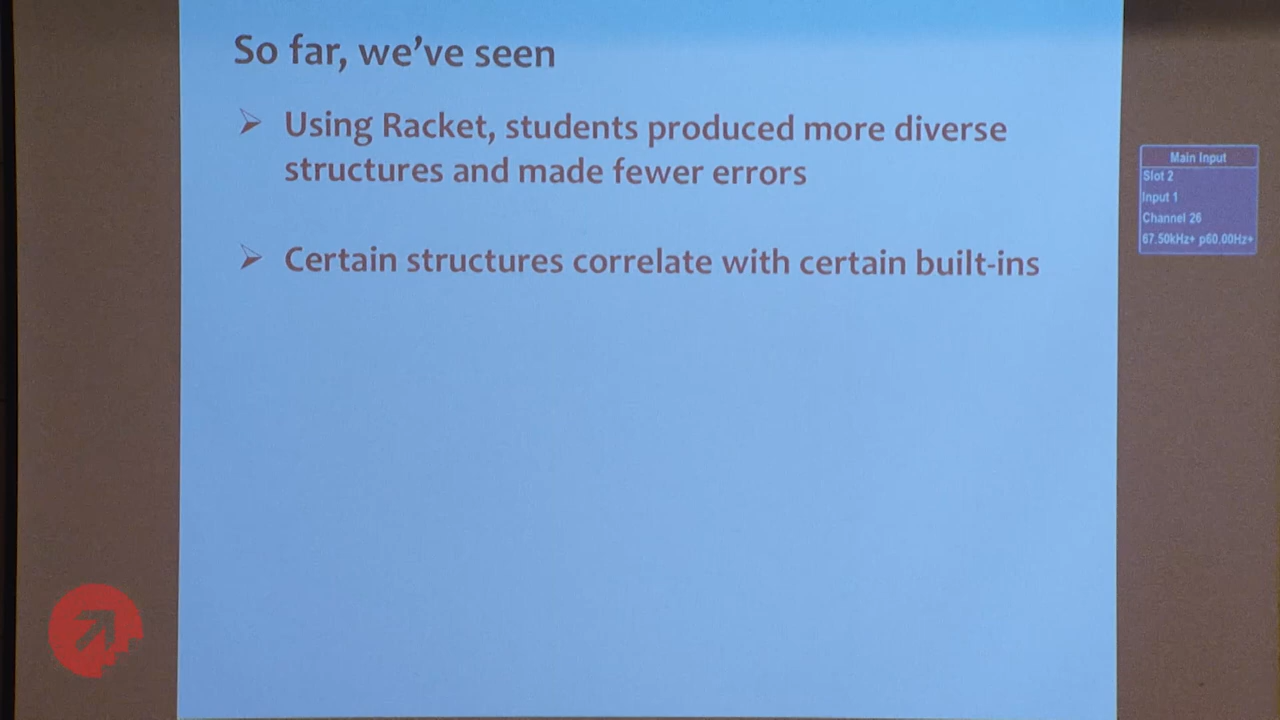 So far, we've seen
Using Racket, students produced more diverse
structures and made fewer errors
Certain structures correlate with certain built-ins
Main Input
Slot 2
Input 1
Channel 26
67.50kHz+ p60.00Hz+